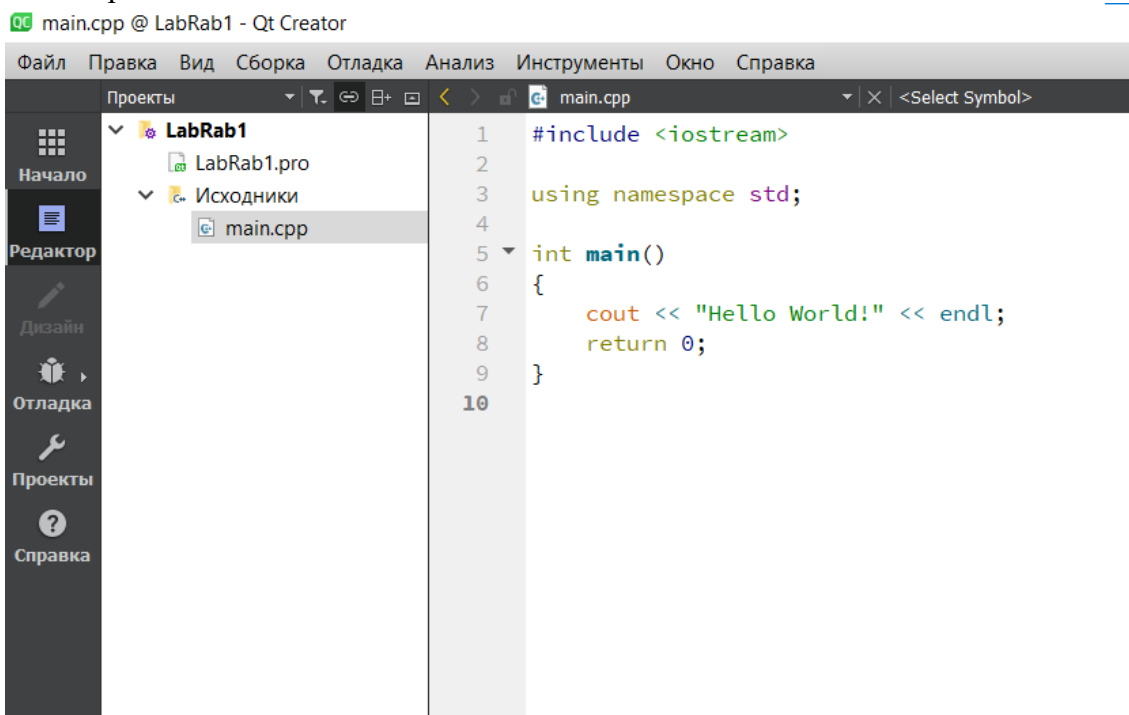 main.cpp @ LabRab1 - Qt Creator
Файл Правка Вид Сборка Отладка Анализ Инструменты Окно Справка
Проекты
main.cpp
<Select Symbol>
Начало
Редактор
Дизайн
Отладка
Проекты
Справка
LabRab1
LabRab1.pro
Исходники
main.cpp
1 #include <iostream>
2
3 using namespace std;
4
5 int main()
6 {
7 cout << "Hello World!" << endl;
8 return 0;
9 }
10